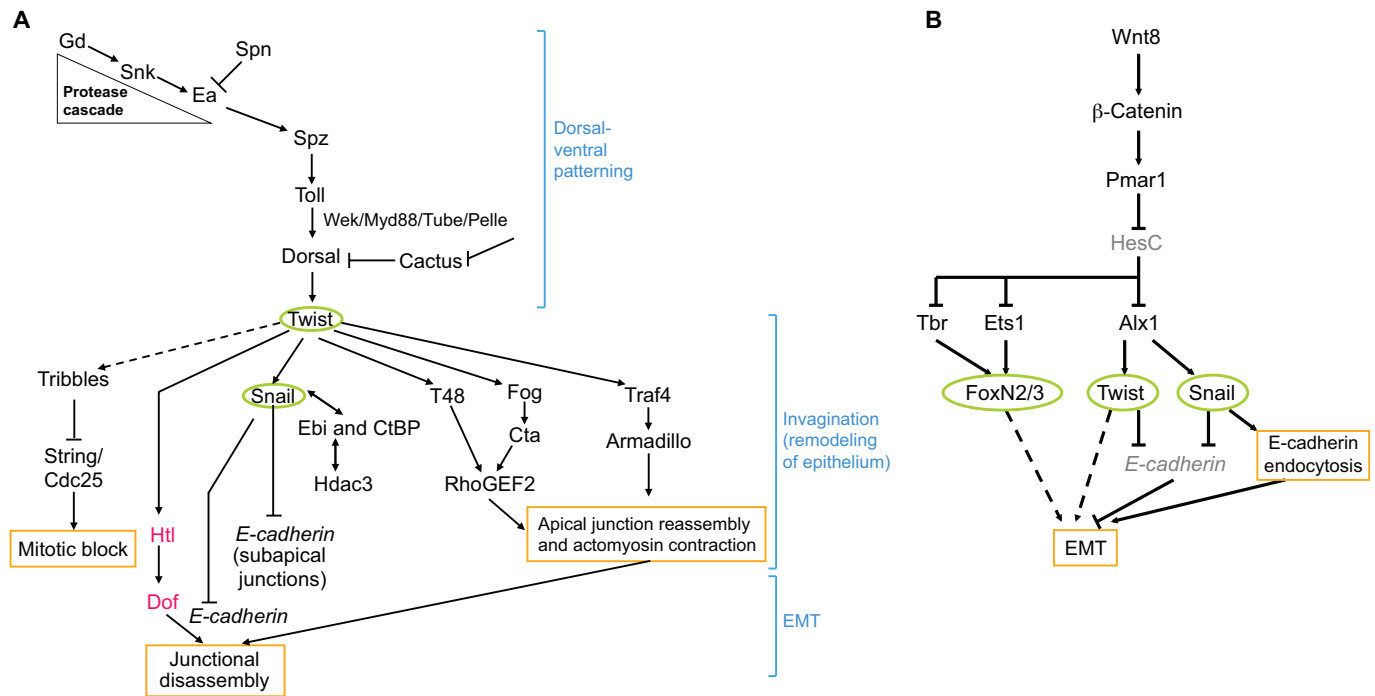 A
Gd
Snk
Ea
Spn
Protease
cascade
Spz
Toll
Wek/Myd88/Tube/Pelle
Dorsal
Cactus
Dorsal-
ventral
patterning
Twist
Tribbles
String/
Cdc25
Mitotic block
Htl
Dof
Snail
Ebi and CtBP
Hdac3
E-cadherin
(subapical
junctions)
E-cadherin
T48
Fog
Cta
RhoGEF2
Traf4
Armadillo
Apical junction reassembly
and actomyosin contraction
Invagination
(remodeling
of epithelium)
Junctional
disassembly
EMT
B
Wnt8
β-Catenin
Pmar1
HesC
Tbr
Ets1
Alx1
FoxN2/3
Twist
Snail
E-cadherin
E-cadherin
endocytosis
EMT